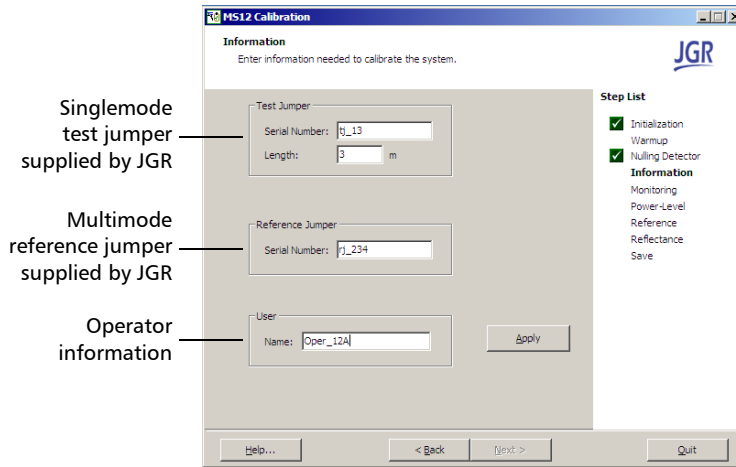 MS12 Calibration
Information
Enter information needed to calibrate the system.
JGR
Singlemode
test jumper
supplied by JGR
Test Jumper
Serial Number: tj_13
Length: 3 m
Multimode
reference jumper
supplied by JGR
Reference Jumper
Serial Number: rj_234
Operator
information
User
Name: Oper_12A
Apply
Step List
Initialization
Warmup
Nulling Detector
Information
Monitoring
Power-Level
Reference
Reflectance
Save
Help...
< Back
Next >
Quit